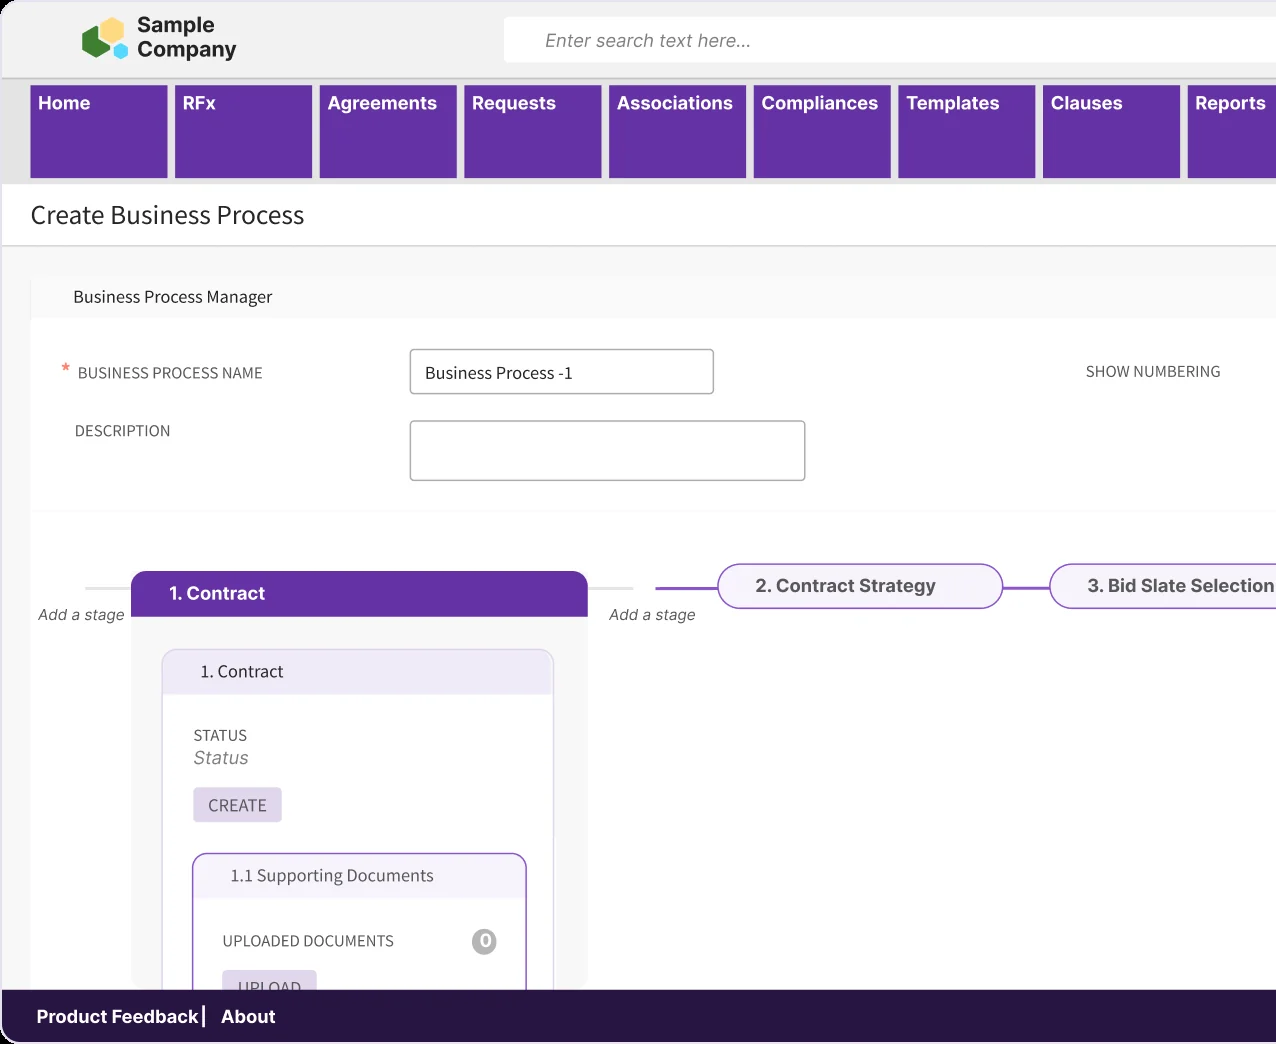 Sample
Company
Enter search text here...
Home
RFx
Agreements
Requests
Associations
Compliances
Templates
Clauses
Reports
Create Business Process
Business Process Manager
* BUSINESS PROCESS NAME
Business Process -1
SHOW NUMBERING
DESCRIPTION
1. Contract
2. Contract Strategy
3. Bid Slate Selection
Add a stage
Add a stage
1. Contract
STATUS
Status
CREATE
1.1 Supporting Documents
UPLOADED DOCUMENTS
0
UPLOAD
Product Feedback| About